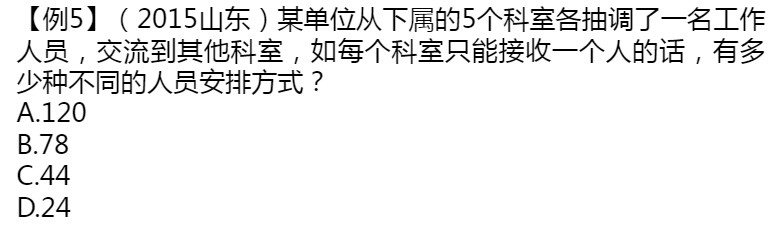 【例5】（2015山东）某单位从下属的5个科室各抽调了一名工作
人员，交流到其他科室，如每个科室只能接收一个人的话，有多
少种不同的人员安排方式？
A.120
B.78
C.44
D.24